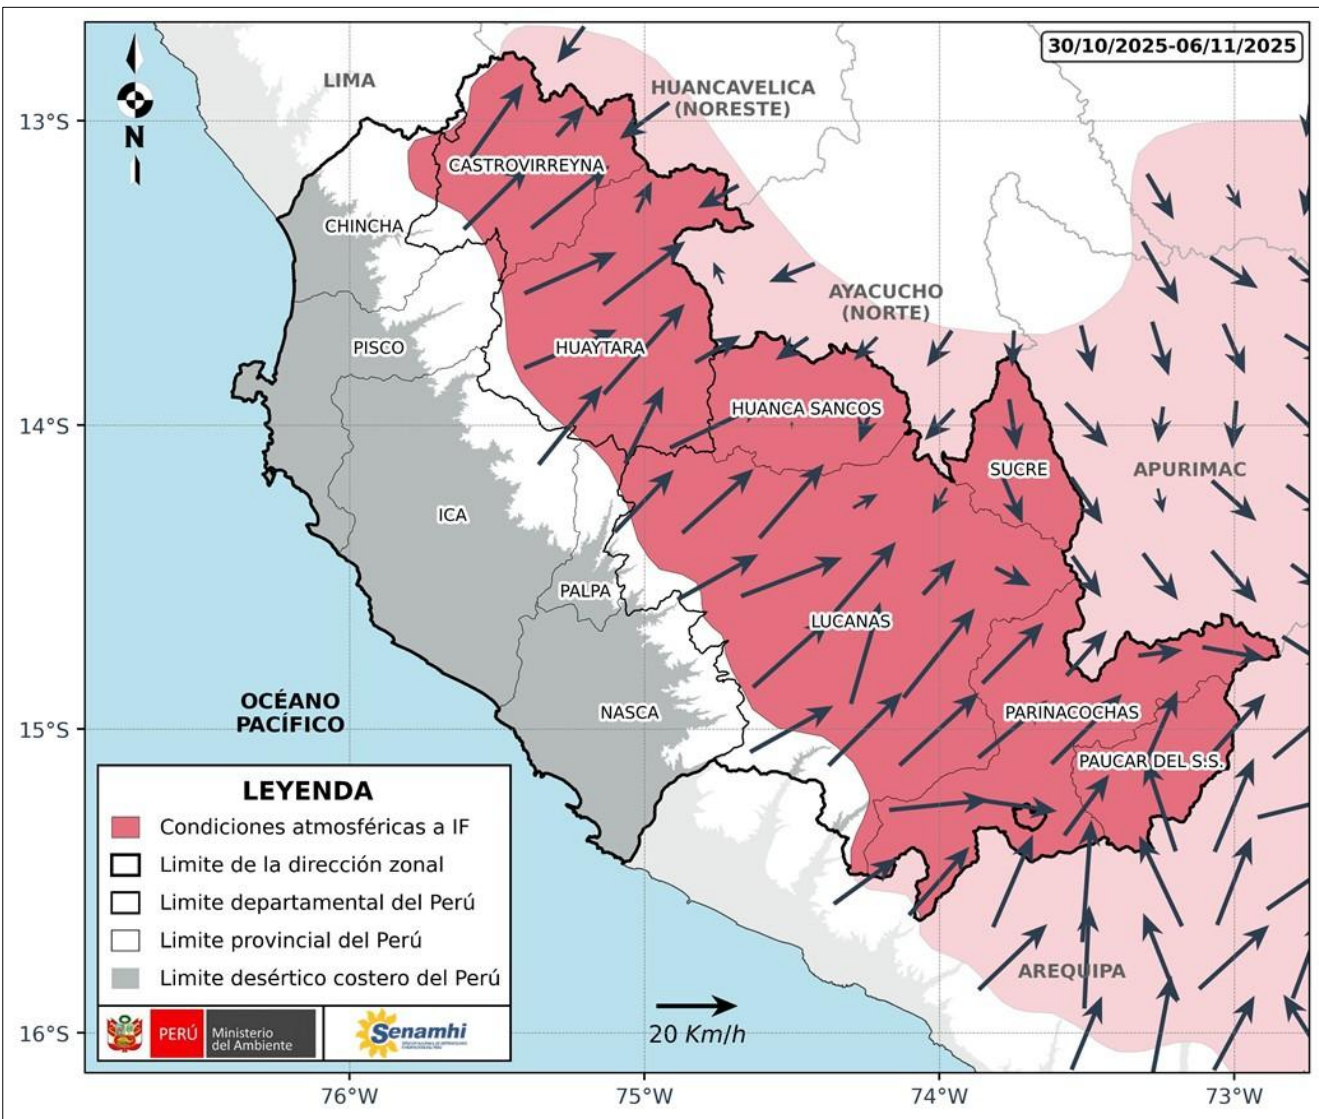 30/10/2025-06/11/2025
LIMA
HUANCAVELICA
(NORESTE)
13°S
N
CASTROVIRREYNA
CHINCHA
AYACUCHO
(NORTE)
PISCO
HUAYTARA
HUANCA SANCOS
14°S
SUCRE
APURIMAC
ICA
PALPA
LUCANAS
OCÉANO
PACÍFICO
NASCA
PARINACOCHAS
15°S
PAUCAR DEL S.S.
LEYENDA
Condiciones atmosféricas a IF
Limite de la dirección zonal
Limite departamental del Perú
Limite provincial del Perú
Limite desértico costero del Perú
AREQUIPA
PERÚ
Ministerio
del Ambiente
Senamhi
20 Km/h
16°S
76°W
75°W
74°W
73°W